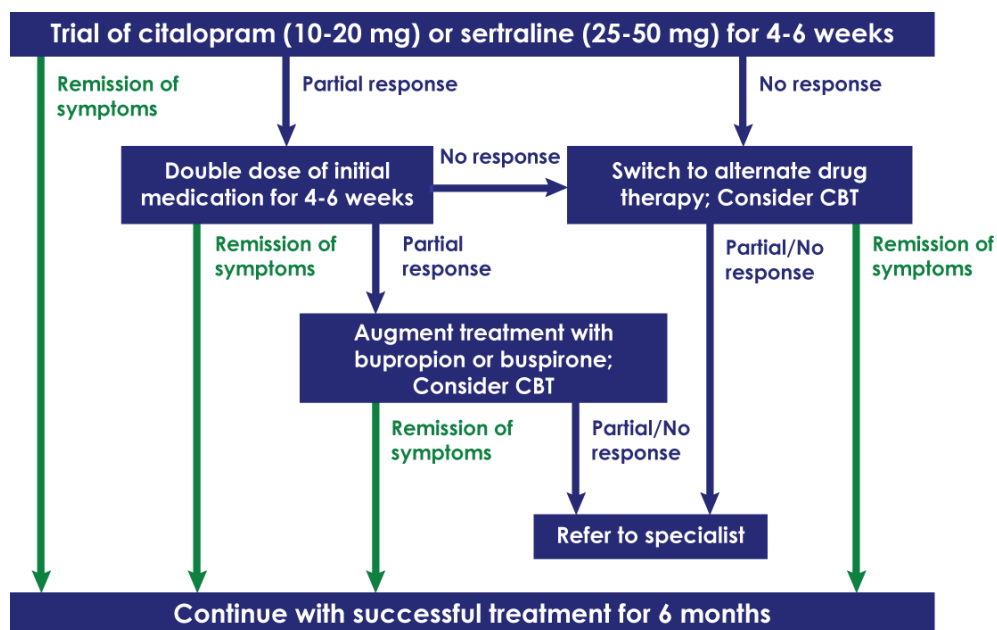 Trial of citalopram (10-20 mg) or sertraline (25-50 mg) for 4-6 weeks
Remission of
symptoms
Partial response
No response
Double dose of initial
medication for 4-6 weeks
No response
Switch to alternate drug
therapy; Consider CBT
Remission of
symptoms
Partial
response
Partial/No
response
Remission of
symptoms
Augment treatment with
bupropion or buspirone;
Consider CBT
Remission of
symptoms
Partial/No
response
Refer to specialist
Continue with successful treatment for 6 months